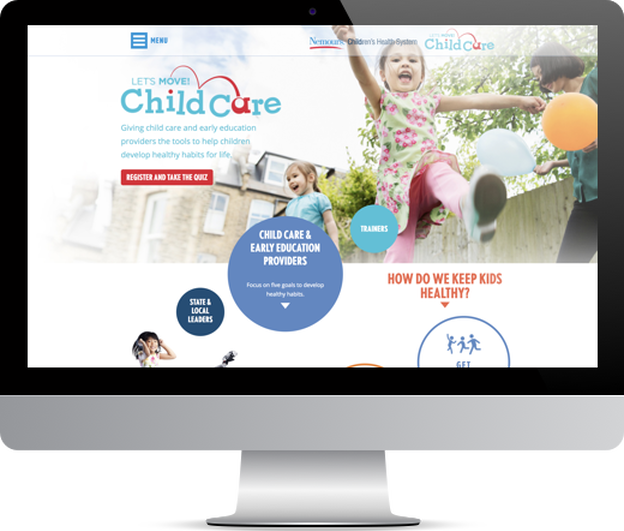 MENU
Nemours. Children's Health System
LET'S MOVE!
Child Care
LET'S MOVE!
Child Care
Giving child care and early education
providers the tools to help children
develop healthy habits for life.
REGISTER AND TAKE THE QUIZ
TRAINERS
CHILD CARE &
EARLY EDUCATION
PROVIDERS
Focus on five goals to develop
healthy habits.
HOW DO WE KEEP KIDS
HEALTHY?
STATE &
LOCAL
LEADERS
GET